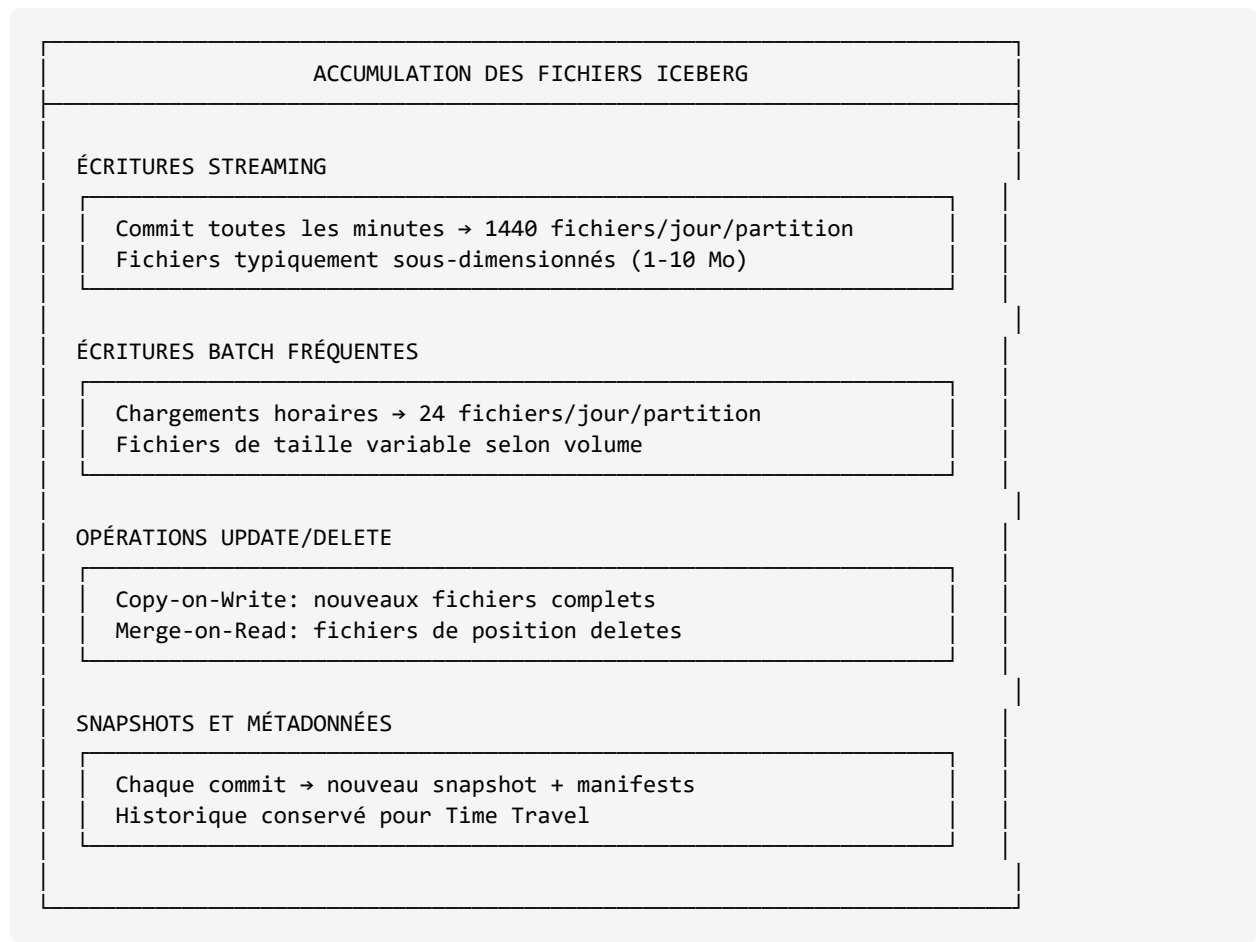 ACCUMULATION DES FICHIERS ICEBERG
ÉCRITURES STREAMING
Commit toutes les minutes → 1440 fichiers/jour/partition
Fichiers typiquement sous-dimensionnés (1-10 Mo)
ÉCRITURES BATCH FRÉQUENTES
Chargements horaires → 24 fichiers/jour/partition
Fichiers de taille variable selon volume
OPÉRATIONS UPDATE/DELETE
Copy-on-Write: nouveaux fichiers complets
Merge-on-Read: fichiers de position deletes
SNAPSHOTS ET MÉTADONNÉES
Chaque commit → nouveau snapshot + manifests
Historique conservé pour Time Travel